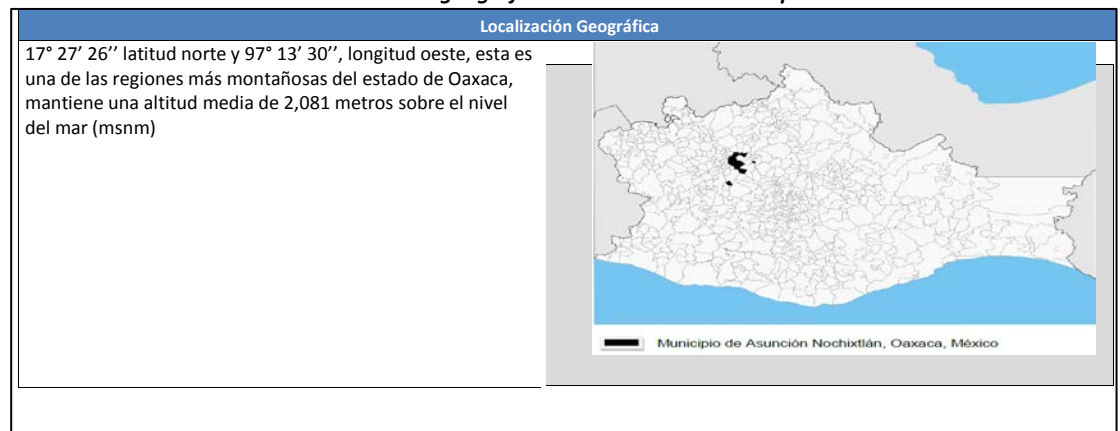 Localización Geográfica
17° 27’ 26’’ latitud norte y 97° 13’ 30’’, longitud oeste, esta es
una de las regiones más montañosas del estado de Oaxaca,
mantiene una altitud media de 2,081 metros sobre el nivel
del mar (msnm)
Municipio de Asunción Nochixtlán, Oaxaca, México